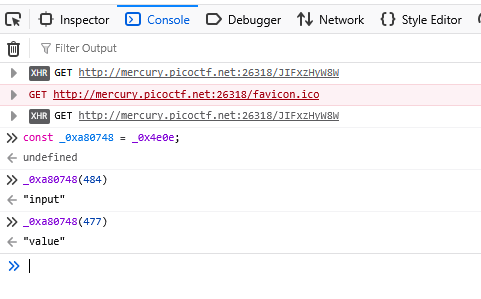 Inspector Console Debugger Network Style Editor
Filter Output
XHR GET http://mercury.picoctf.net:26318/JIFxzHyW8W
GET http://mercury.picoctf.net:26318/favicon.ico
XHR GET http://mercury.picoctf.net:26318/JIFxzHyW8W
const _0xa80748 = _0x4e0e;
undefined
_0xa80748(484)
"input"
_0xa80748(477)
"value"